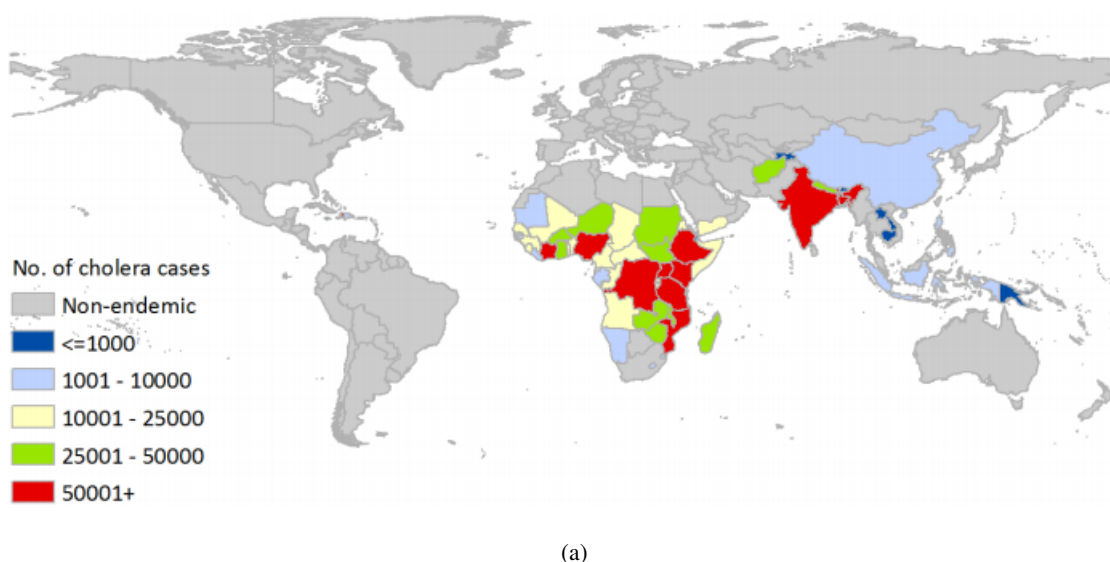 No. of cholera cases
Non-endemic
<=1000
1001 - 10000
10001 - 25000
25001 - 50000
50001+
(a)